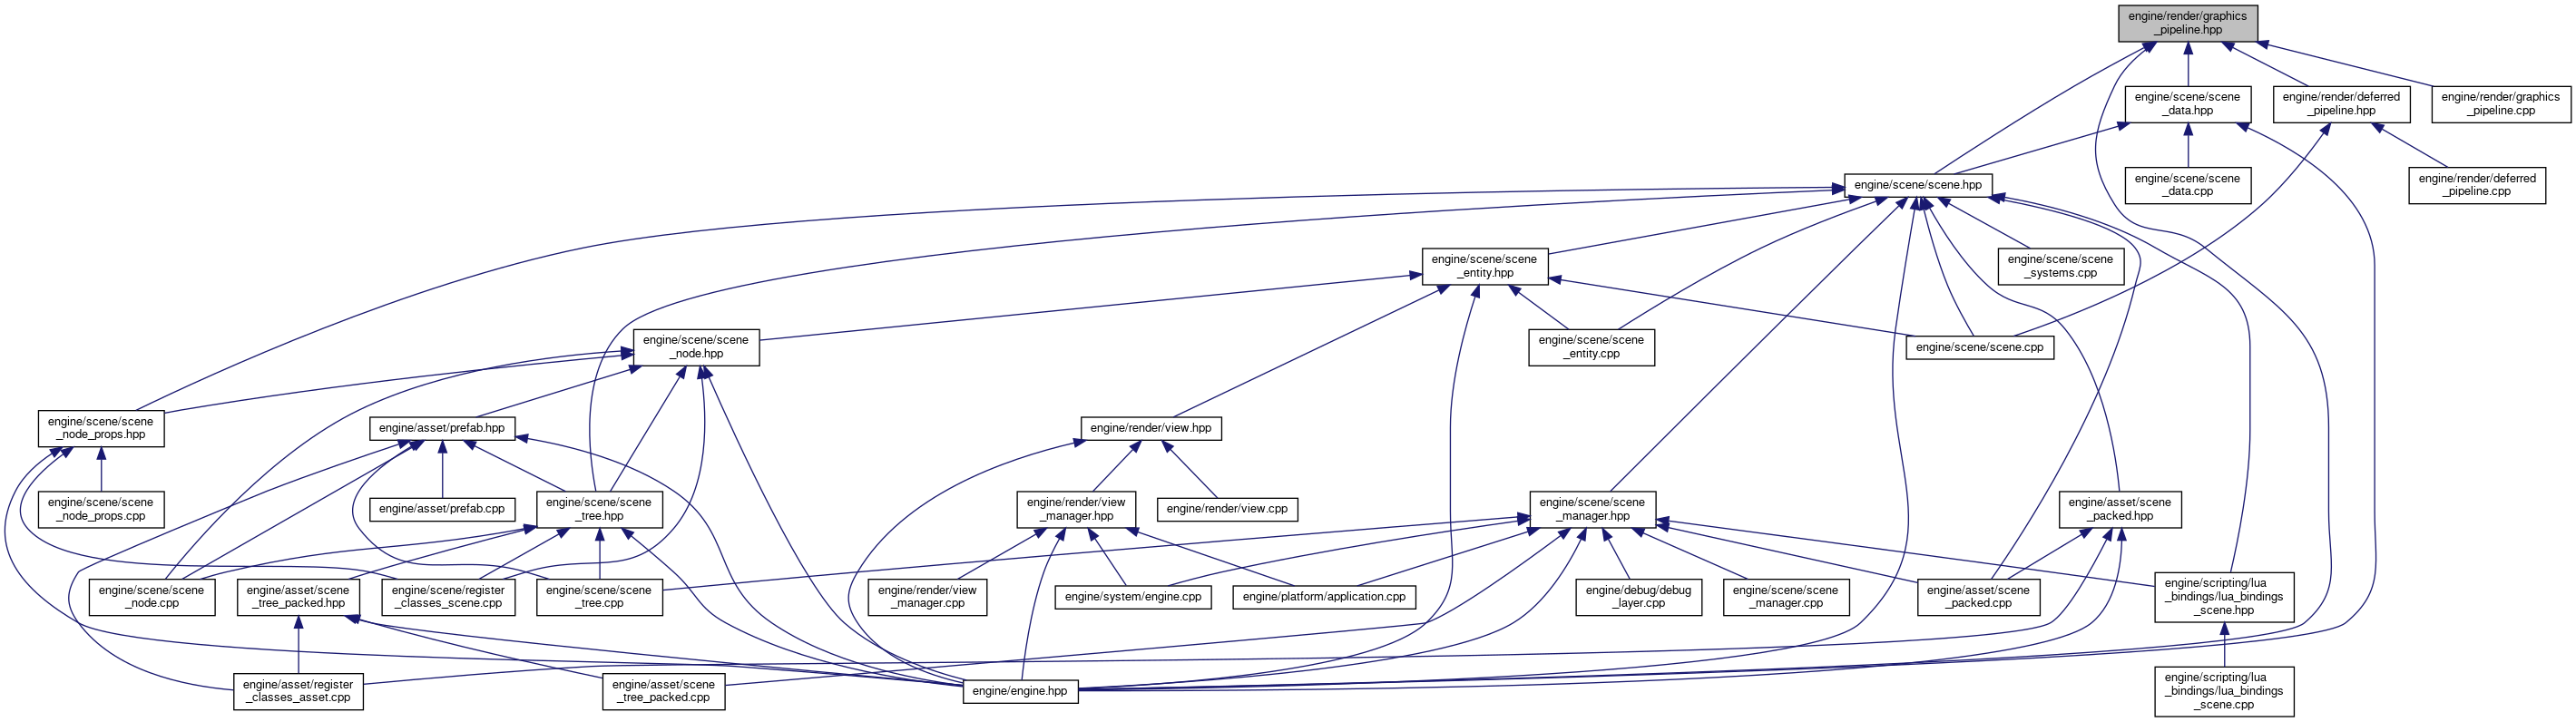 engine/render/graphics
_pipeline.hpp
engine/scene/scene
_data.hpp
engine/render/deferred
_pipeline.hpp
engine/render/graphics
_pipeline.cpp
engine/scene/scene.hpp
engine/scene/scene
_data.cpp
engine/render/deferred
_pipeline.cpp
engine/scene/scene
_entity.hpp
engine/scene/scene
_systems.cpp
engine/scene/scene
_node.hpp
engine/scene/scene
_entity.cpp
engine/scene/scene.cpp
engine/scene/scene
_node_props.hpp
engine/asset/prefab.hpp
engine/render/view.hpp
engine/scene/scene
_node_props.cpp
engine/asset/prefab.cpp
engine/scene/scene
_tree.hpp
engine/render/view
_manager.hpp
engine/render/view.cpp
engine/scene/scene
_manager.hpp
engine/asset/scene
_packed.hpp
engine/scene/scene
_node.cpp
engine/asset/scene
_tree_packed.hpp
engine/scene/register
_classes_scene.cpp
engine/scene/scene
_tree.cpp
engine/render/view
_manager.cpp
engine/system/engine.cpp
engine/platform/application.cpp
engine/debug/debug
_layer.cpp
engine/scene/scene
_manager.cpp
engine/asset/scene
_packed.cpp
engine/scripting/lua
_bindings/lua_bindings
_scene.hpp
engine/asset/register
_classes_asset.cpp
engine/asset/scene
_tree_packed.cpp
engine/engine.hpp
engine/scripting/lua
_bindings/lua_bindings
_scene.cpp